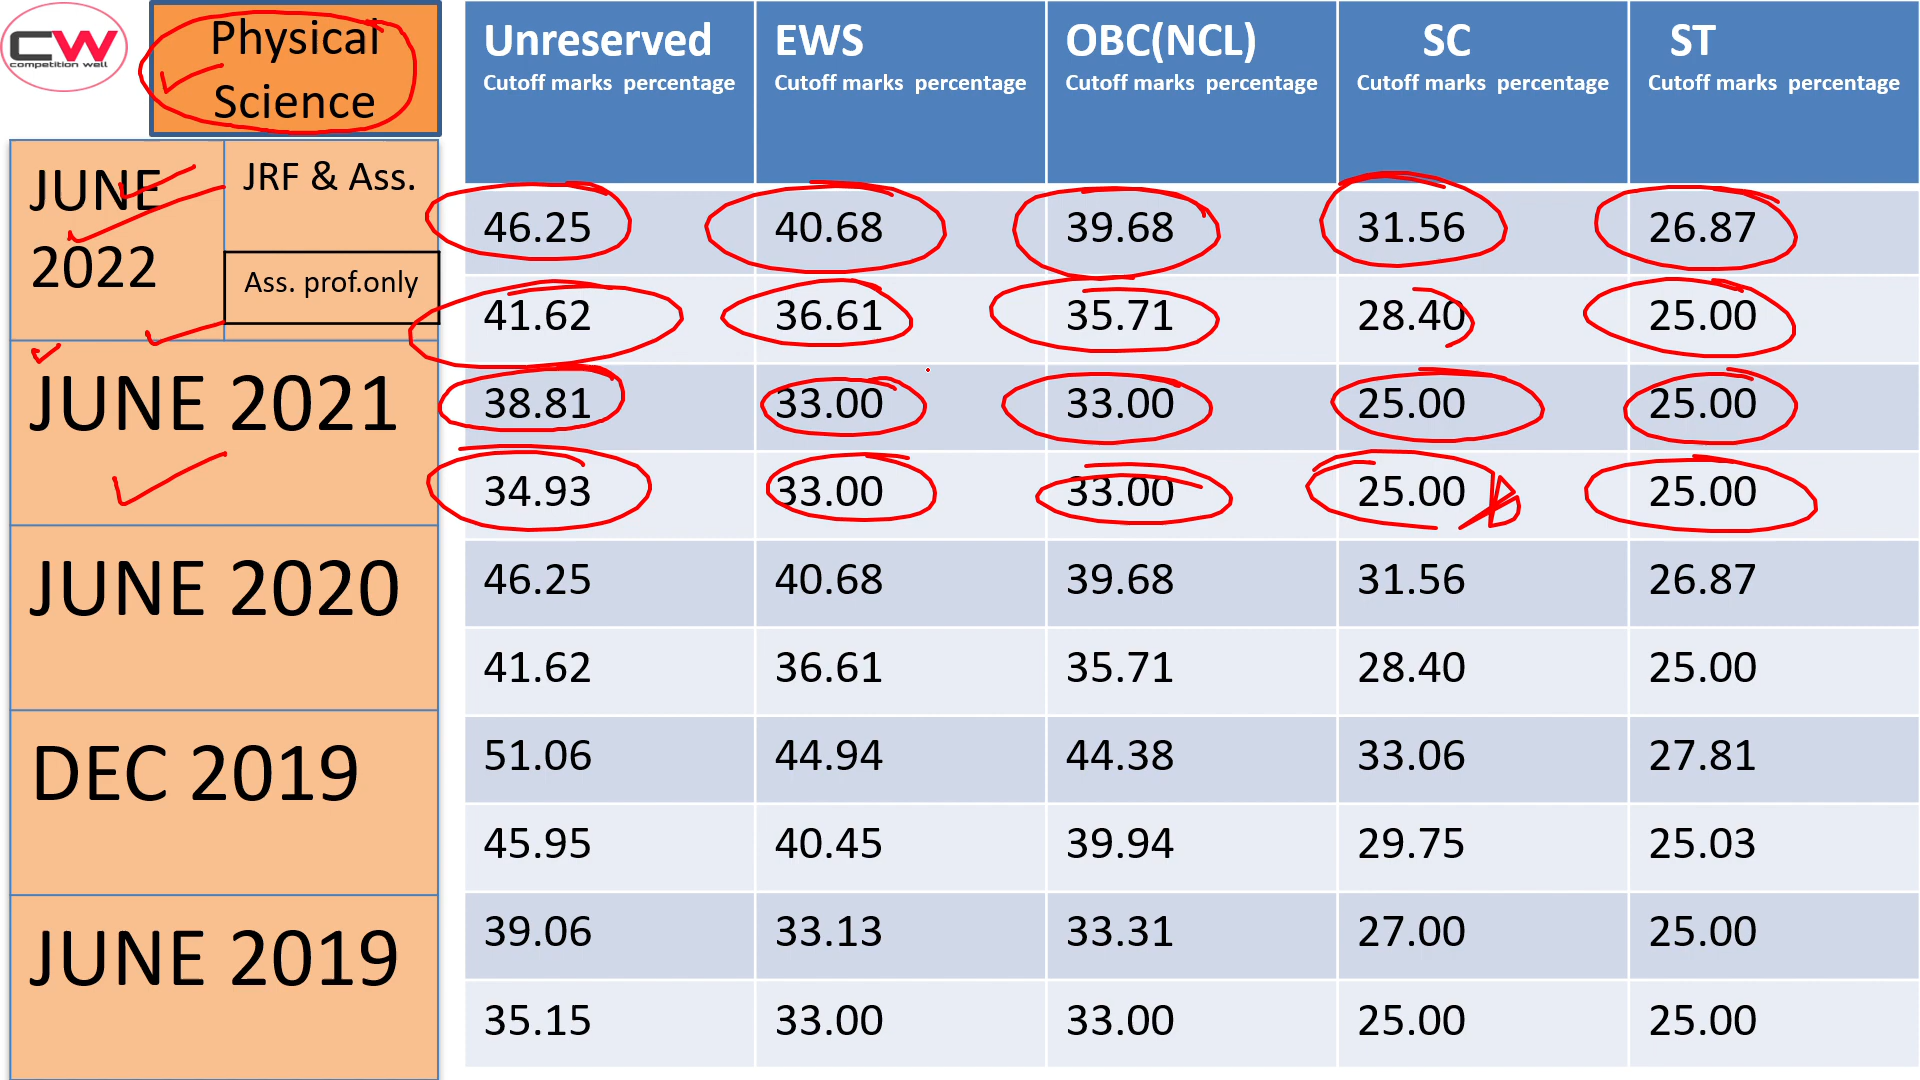 CW
competition well
Physical
Science
Unreserved EWS OBC(NCL) SC ST
Cutoff marks percentage Cutoff marks percentage Cutoff marks percentage Cutoff marks percentage Cutoff marks percentage
JUNE
2022
JRF & Ass.
Ass. prof.only
46.25 40.68 39.68 31.56 26.87
41.62 36.61 35.71 28.40 25.00
JUNE 2021
38.81 33.00 33.00 25.00 25.00
34.93 33.00 33.00 25.00 25.00
JUNE 2020
46.25 40.68 39.68 31.56 26.87
41.62 36.61 35.71 28.40 25.00
DEC 2019
51.06 44.94 44.38 33.06 27.81
45.95 40.45 39.94 29.75 25.03
JUNE 2019
39.06 33.13 33.31 27.00 25.00
35.15 33.00 33.00 25.00 25.00